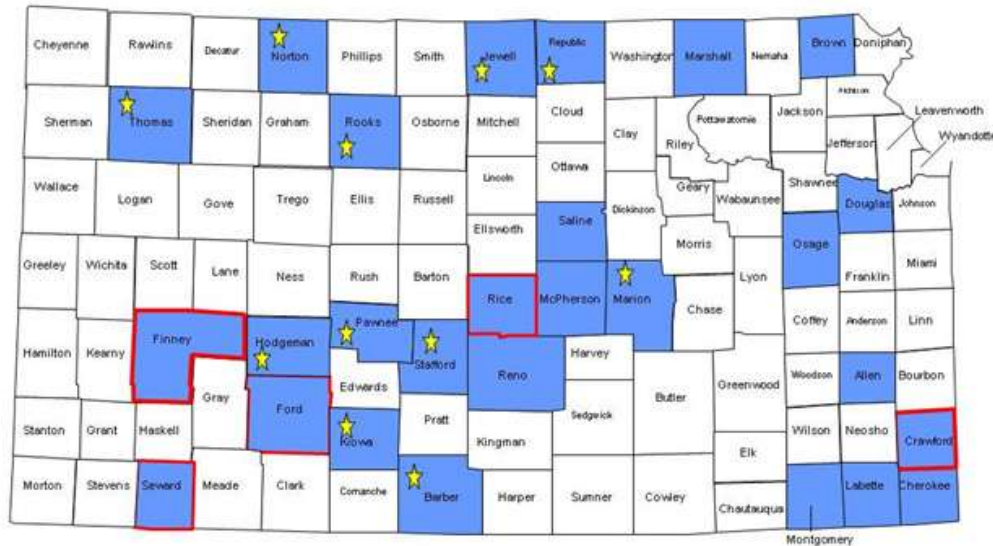 Cheyenne
Rawlins
Decatur
Norton
Phillips
Smith
Jewell
Republic
Washington
Marshall
Nemaha
Brown
Doniphan
Atchison
Leavenworth
Wyandotte
Sherman
Thomas
Sheridan
Graham
Rooks
Osborne
Mitchell
Cloud
Clay
Riley
Pottawatomie
Jackson
Jefferson
Ottawa
Wallace
Logan
Gove
Trego
Ellis
Russell
Lincoln
Saline
Dickinson
Geary
Wabaunsee
Shawnee
Douglas
Johnson
Ellsworth
Morris
Osage
Greeley
Wichita
Scott
Lane
Ness
Rush
Barton
Rice
McPherson
Marion
Chase
Lyon
Franklin
Miami
Hamilton
Kearny
Finney
Hodgeman
Pawnee
Stafford
Reno
Harvey
Coffey
Anderson
Linn
Gray
Ford
Edwards
Sedgwick
Butler
Greenwood
Woodson
Allen
Bourbon
Stanton
Grant
Haskell
Kiowa
Pratt
Kingman
Elk
Wilson
Neosho
Crawford
Morton
Stevens
Seward
Meade
Clark
Comanche
Barber
Harper
Sumner
Cowley
Chautauqua
Labette
Cherokee
Montgomery